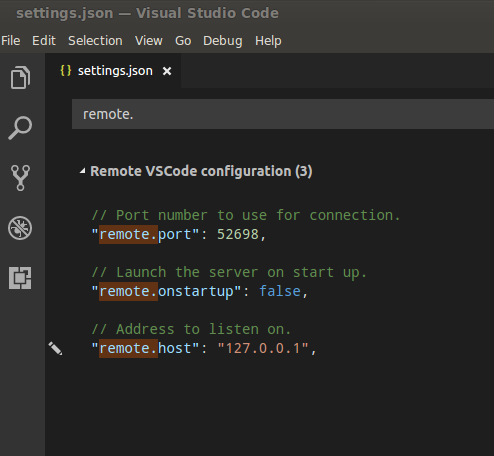 settings.json — Visual Studio Code
File Edit Selection View Go Debug Help
{} settings.json ×
remote.
Remote VSCode configuration (3)
// Port number to use for connection.
"remote.port": 52698,
// Launch the server on start up.
"remote.onstartup": false,
// Address to listen on.
"remote.host": "127.0.0.1",